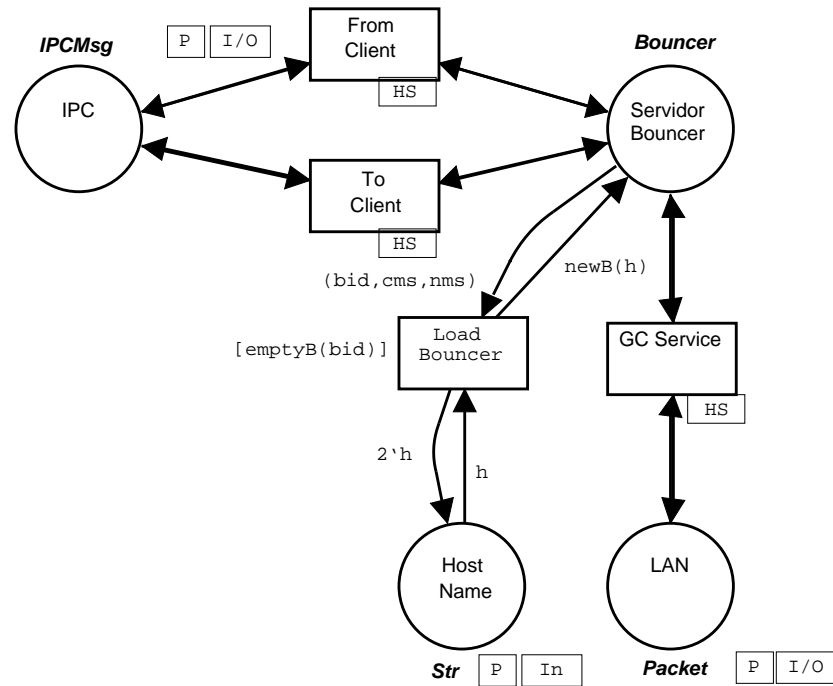 From
Client
P I/O
IPCMsg
Bouncer
HS
IPC
Servidor
Bouncer
To
Client
HS
(bid,cms,nms)
newB(h)
[emptyB(bid)]
Load
Bouncer
GC Service
HS
2‘h
h
Host
Name
LAN
Str P In
Packet P I/O